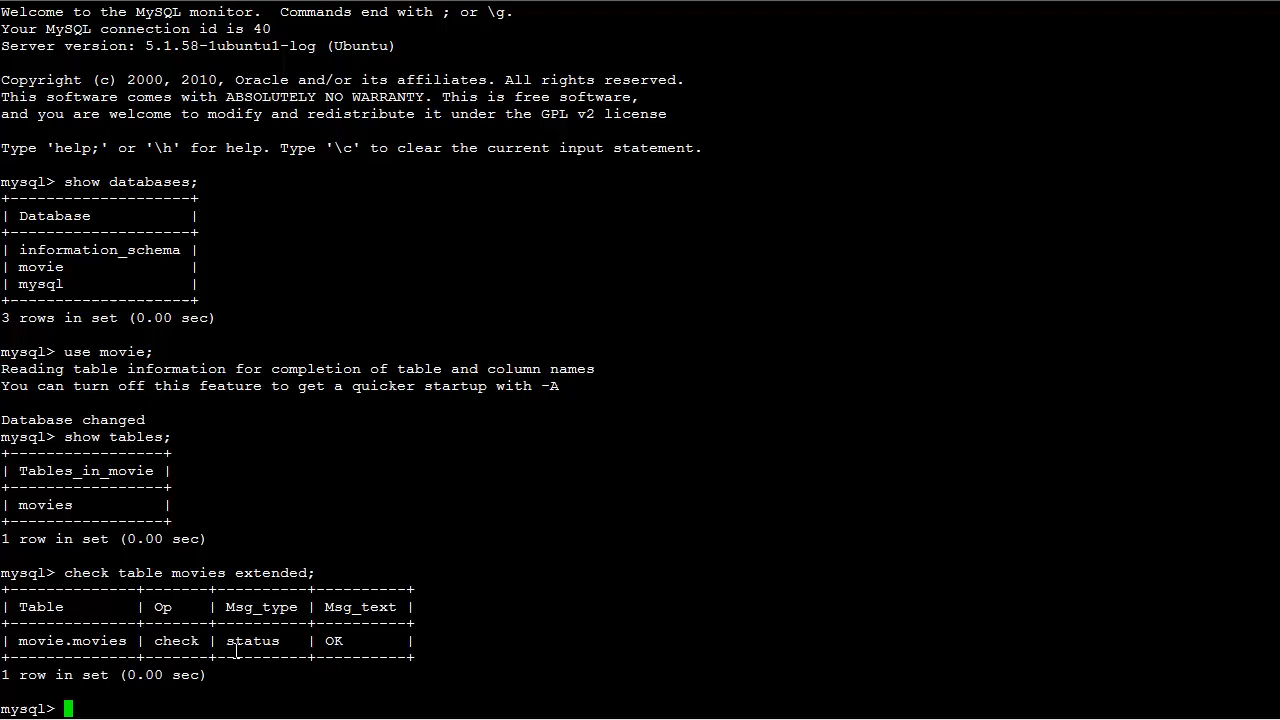 Welcome to the MySQL monitor.  Commands end with ; or \g.
Your MySQL connection id is 40
Server version: 5.1.58-1ubuntu1-log (Ubuntu)
Copyright (c) 2000, 2010, Oracle and/or its affiliates. All rights reserved.
This software comes with ABSOLUTELY NO WARRANTY. This is free software,
and you are welcome to modify and redistribute it under the GPL v2 license
Type 'help;' or '\h' for help. Type '\c' to clear the current input statement.
mysql> show databases;
+--------------------+
| Database           |
+--------------------+
| information_schema |
| movie              |
| mysql              |
+--------------------+
3 rows in set (0.00 sec)
mysql> use movie;
Reading table information for completion of table and column names
You can turn off this feature to get a quicker startup with -A
Database changed
mysql> show tables;
+-----------------+
| Tables_in_movie |
+-----------------+
| movies          |
+-----------------+
1 row in set (0.00 sec)
mysql> check table movies extended;
+--------------+-------+----------+----------+
| Table        | Op    | Msg_type | Msg_text |
+--------------+-------+----------+----------+
| movie.movies | check | status   | OK       |
+--------------+-------+----------+----------+
1 row in set (0.00 sec)
mysql>